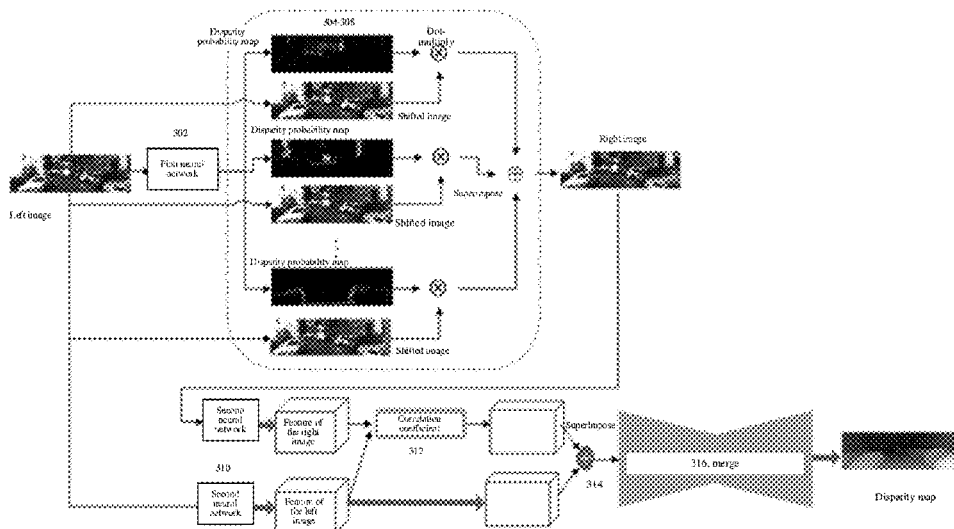 304-308
Disparity
probability map
Dot-
multiply
Shifted image
302
Disparity probability map
Right image
First neural
network
Superimpose
Left image
Shifted image
Disparity probability map
Shifted image
Second
neural
network
Feature of
the right
image
Correlation
coefficient
Superimpose
312
310
316, merge
314
Second
neural
network
Feature of
the left
image
Disparity map